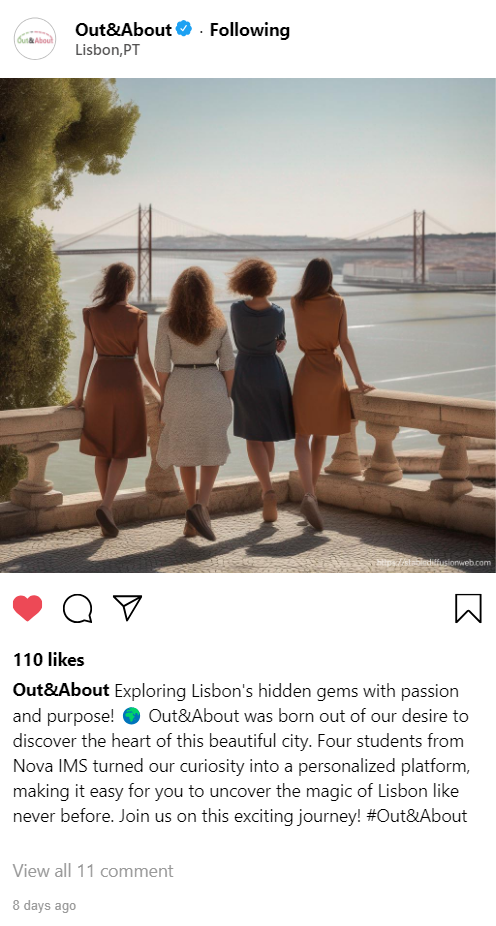 Out&About · Following
Out&About
Lisbon,PT
https://stablediffusionweb.com
110 likes
Out&About Exploring Lisbon's hidden gems with passion
and purpose! 🌍 Out&About was born out of our desire to
discover the heart of this beautiful city. Four students from
Nova IMS turned our curiosity into a personalized platform,
making it easy for you to uncover the magic of Lisbon like
never before. Join us on this exciting journey! #Out&About
View all 11 comment
8 days ago